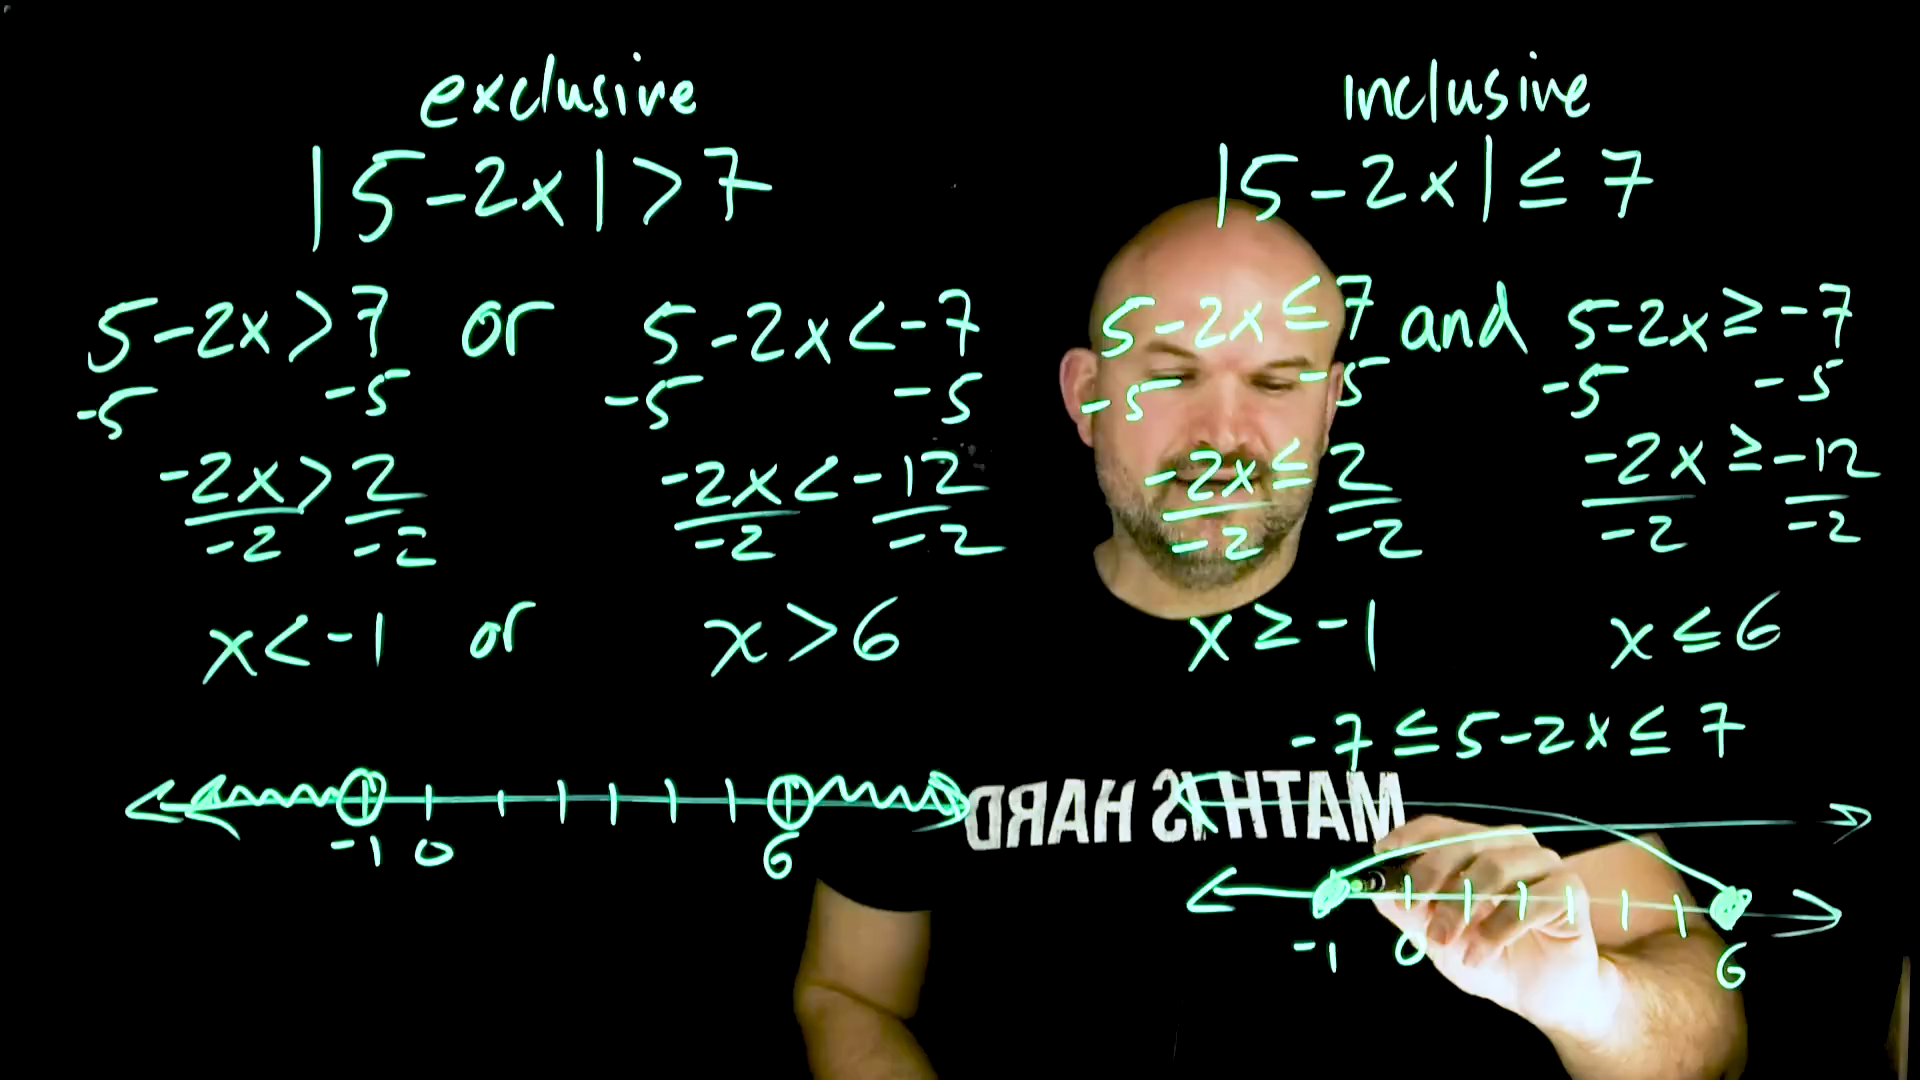 exclusive
|5-2x|>7
5-2x>7 or 5-2x<-7
-5 -5 -5 -5
-2x>2 -2x<-12
-2 -2 -2 -2
x<-1 or x>6
-1 0 6
inclusive
|5-2x|≤7
5-2x≤7 and 5-2x≥-7
-5 -5 -5 -5
-2x≤2 -2x≥-12
-2 -2 -2 -2
x≥-1 x≤6
-7≤5-2x≤7
MATH IS HARD
-1 0 6